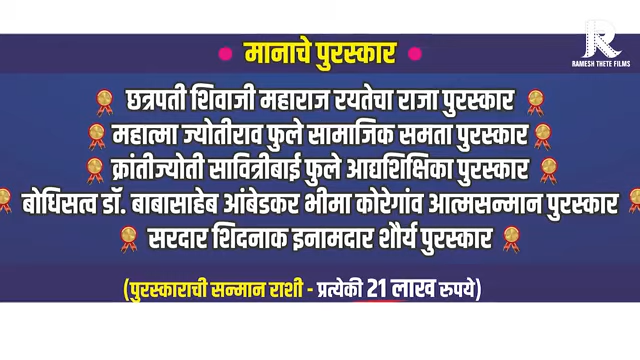 मानाचे पुरस्कार
RAMESH THETE FILMS
छत्रपती शिवाजी महाराज रयतेचा राजा पुरस्कार
महात्मा ज्योतीराव फुले सामाजिक समता पुरस्कार
क्रांतीज्योती सावित्रीबाई फुले आद्यशिक्षिका पुरस्कार
बोधिसत्व डॉ. बाबासाहेब आंबेडकर भीमा कोरेगांव आत्मसन्मान पुरस्कार
सरदार शिदनाक इनामदार शौर्य पुरस्कार
(पुरस्काराची सन्मान राशी - प्रत्येकी 21 लाख रुपये)